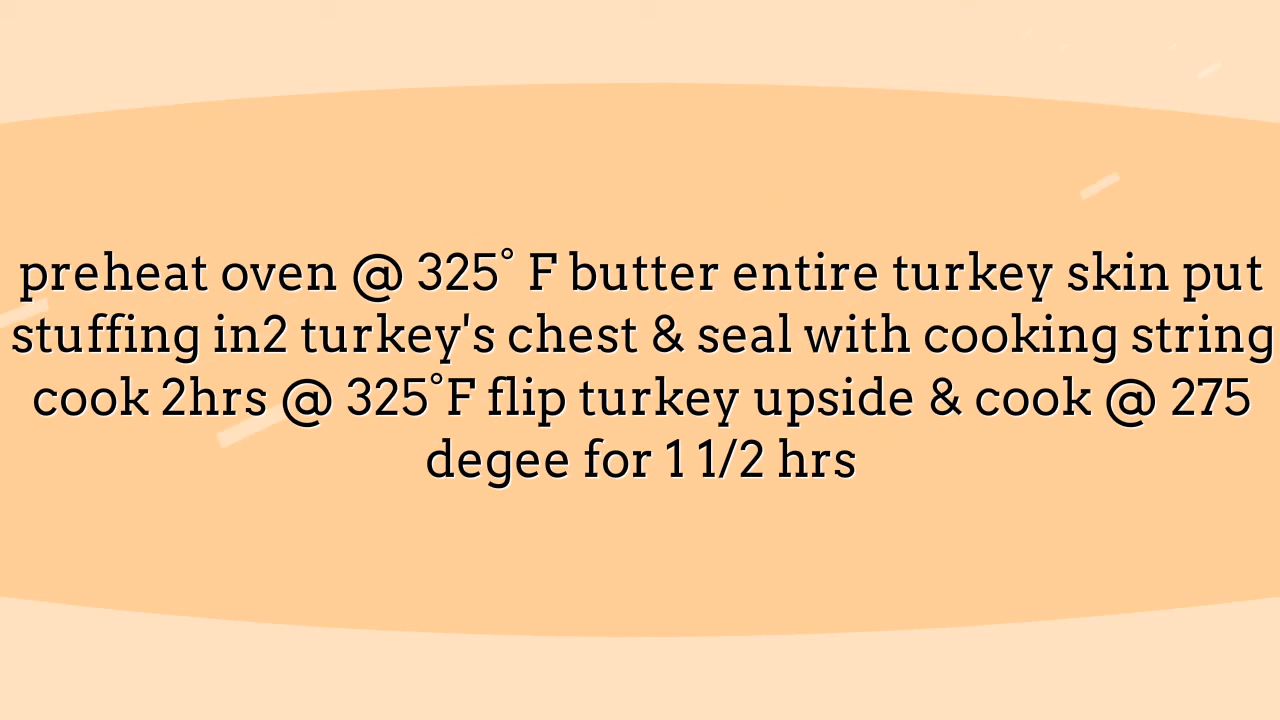 preheat oven @ 325° F butter entire turkey skin put
stuffing in2 turkey's chest & seal with cooking string
cook 2hrs @ 325°F flip turkey upside & cook @ 275
degee for 1 1/2 hrs